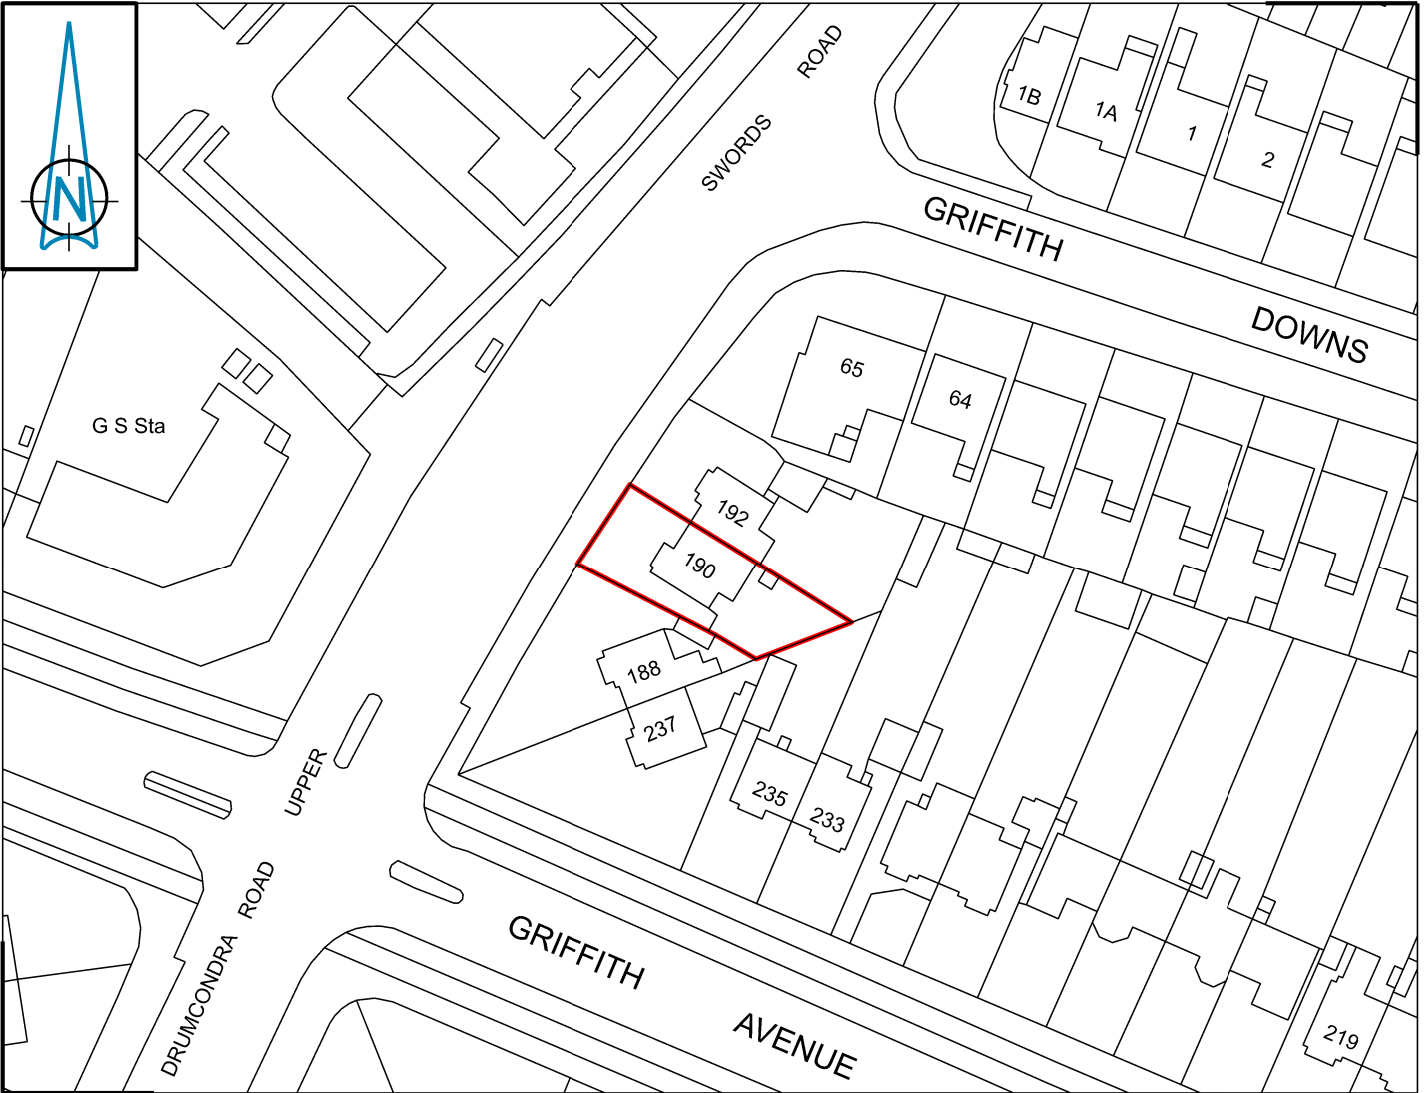 N
SWORDS ROAD
1B
1A
1
2
GRIFFITH DOWNS
65
64
G S Sta
192
190
188
237
235
233
UPPER
DRUMCONDRA ROAD
GRIFFITH AVENUE
219